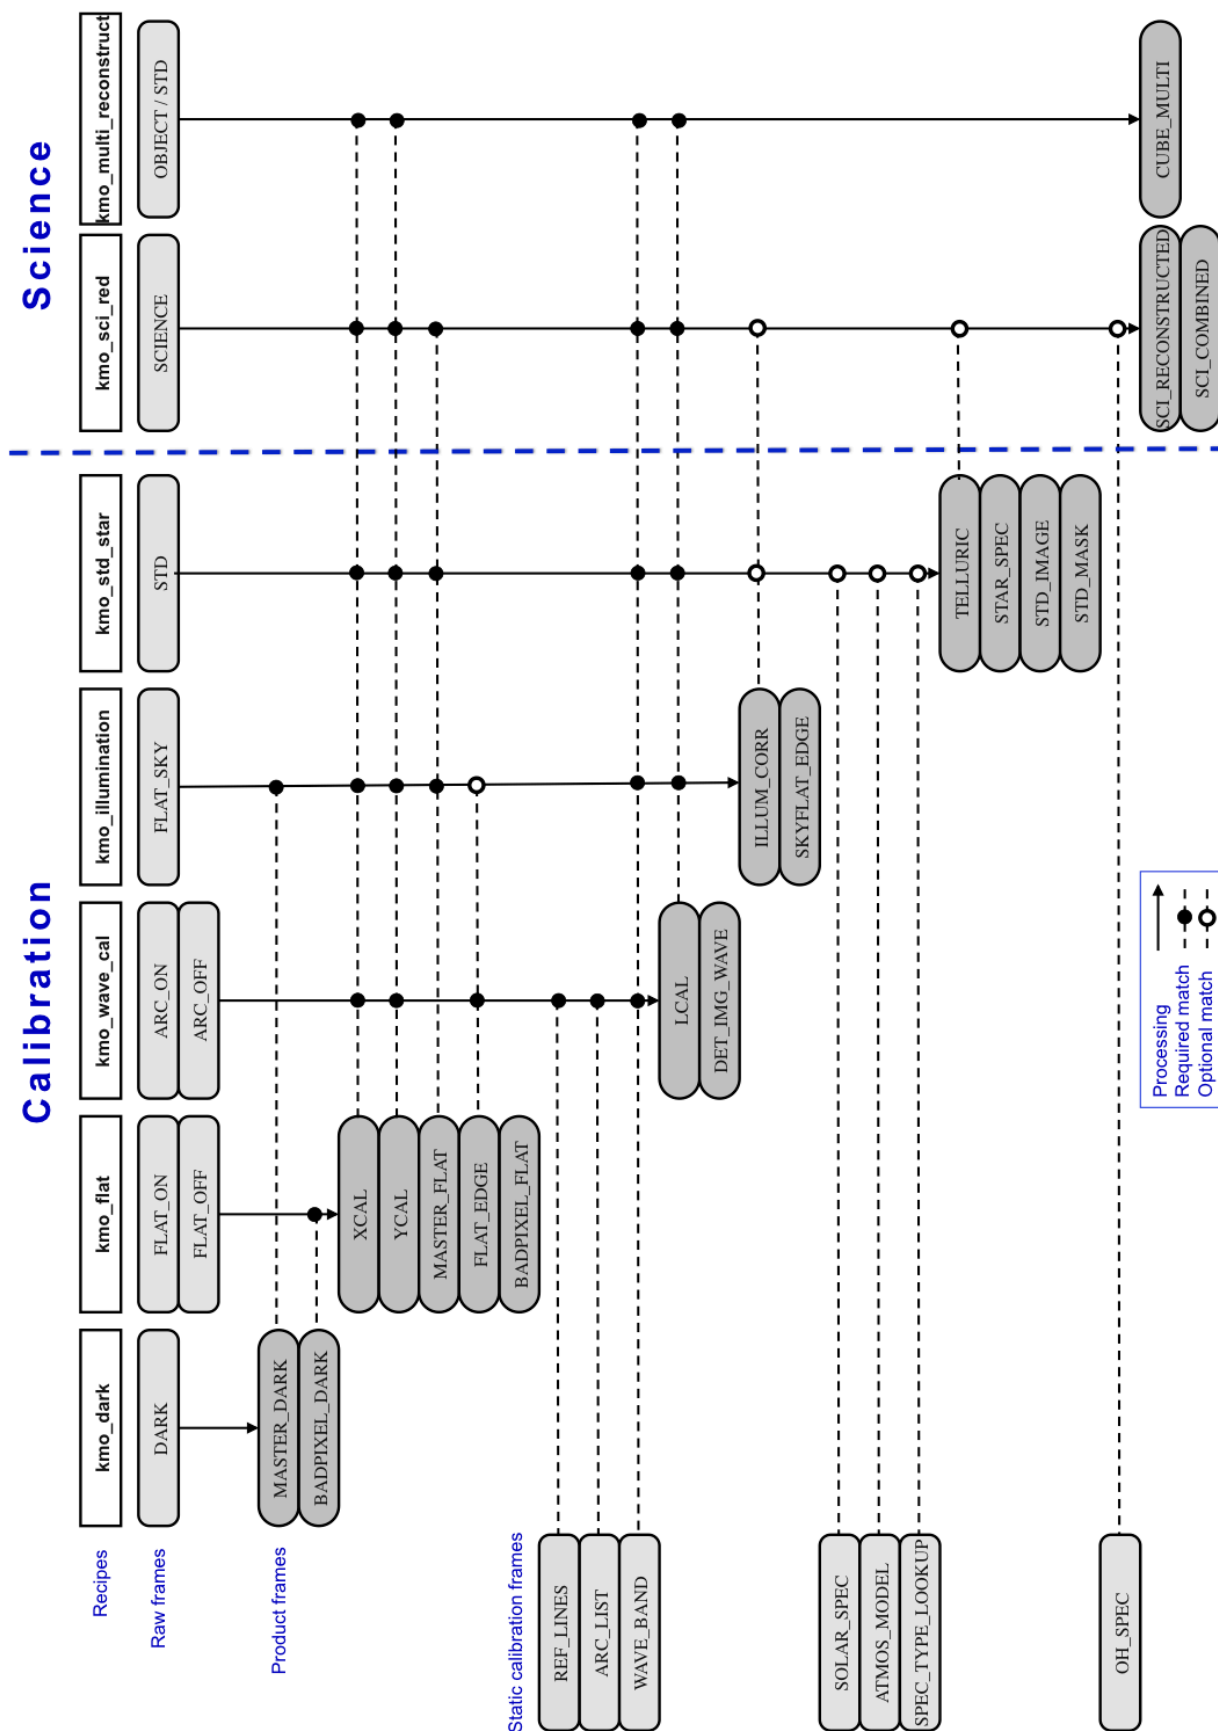 Calibration
Science
Recipes
kmo_dark
kmo_flat
kmo_wave_cal
kmo_illumination
kmo_std_star
kmo_sci_red
kmo_multi_reconstruct
Raw frames
DARK
FLAT_ON
FLAT_OFF
ARC_ON
ARC_OFF
FLAT_SKY
STD
SCIENCE
OBJECT / STD
Product frames
MASTER_DARK
BADPIXEL_DARK
XCAL
YCAL
MASTER_FLAT
FLAT_EDGE
BADPIXEL_FLAT
Static calibration frames
REF_LINES
ARC_LIST
WAVE_BAND
LCAL
DET_IMG_WAVE
ILLUM_CORR
SKYFLAT_EDGE
SOLAR_SPEC
ATMOS_MODEL
SPEC_TYPE_LOOKUP
TELLURIC
STAR_SPEC
STD_IMAGE
STD_MASK
OH_SPEC
SCI_RECONSTRUCTED
SCI_COMBINED
CUBE_MULTI
Processing
Required match
Optional match